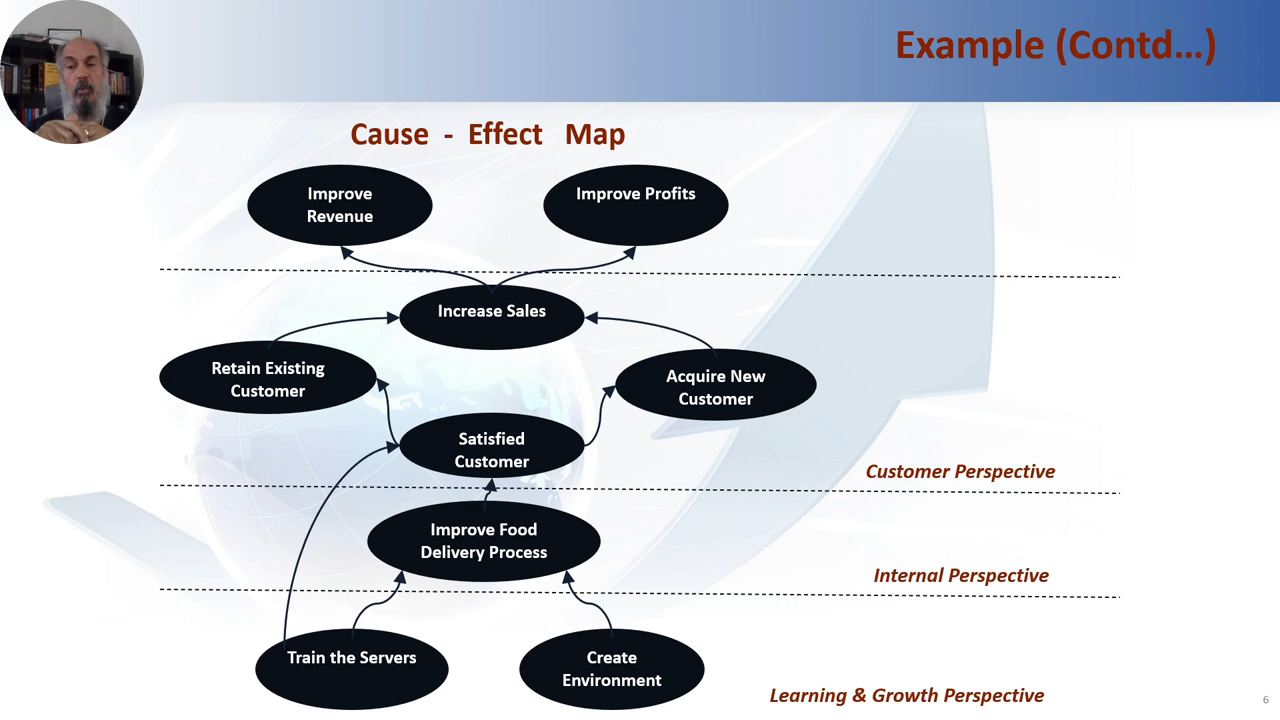 Example (Contd…)
Cause - Effect Map
Improve
Revenue
Improve Profits
Increase Sales
Retain Existing
Customer
Acquire New
Customer
Satisfied
Customer
Customer Perspective
Improve Food
Delivery Process
Internal Perspective
Train the Servers
Create
Environment
Learning & Growth Perspective
6